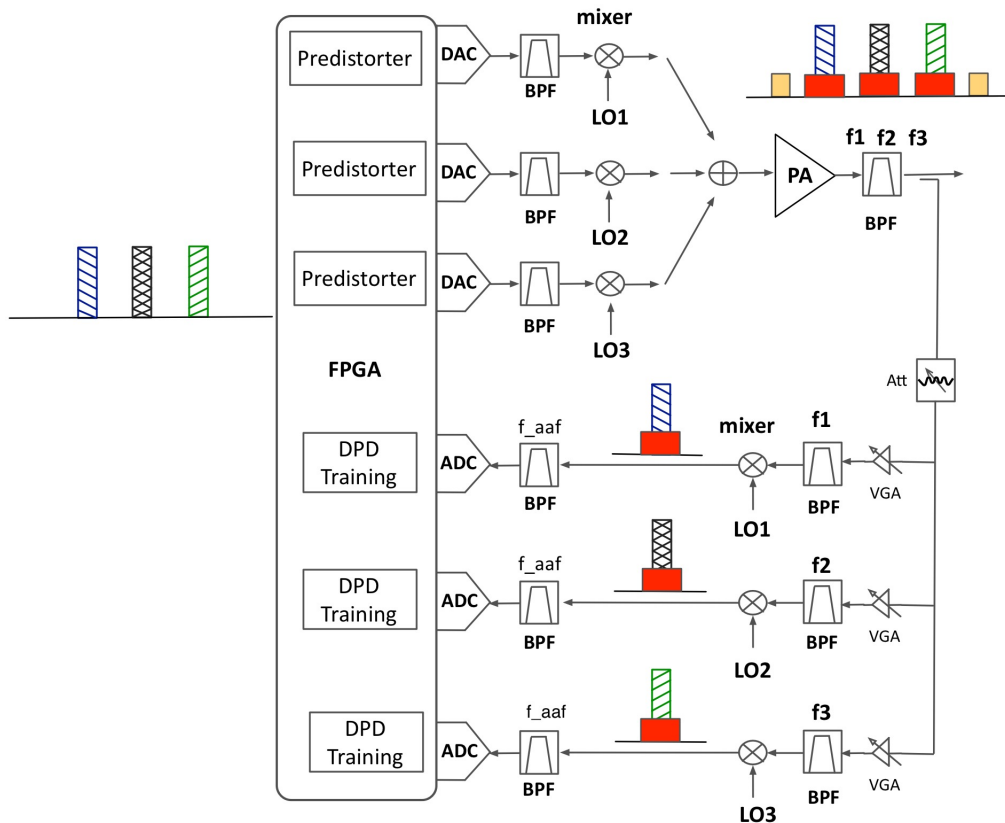 mixer
Predistorter
DAC
BPF
LO1
f1 f2 f3
Predistorter
DAC
BPF
LO2
PA
BPF
Predistorter
DAC
BPF
LO3
FPGA
Att
f_aaf
mixer
f1
DPD
Training
ADC
BPF
LO1
BPF
VGA
f_aaf
f2
DPD
Training
ADC
BPF
LO2
BPF
VGA
f_aaf
f3
DPD
Training
ADC
BPF
LO3
BPF
VGA